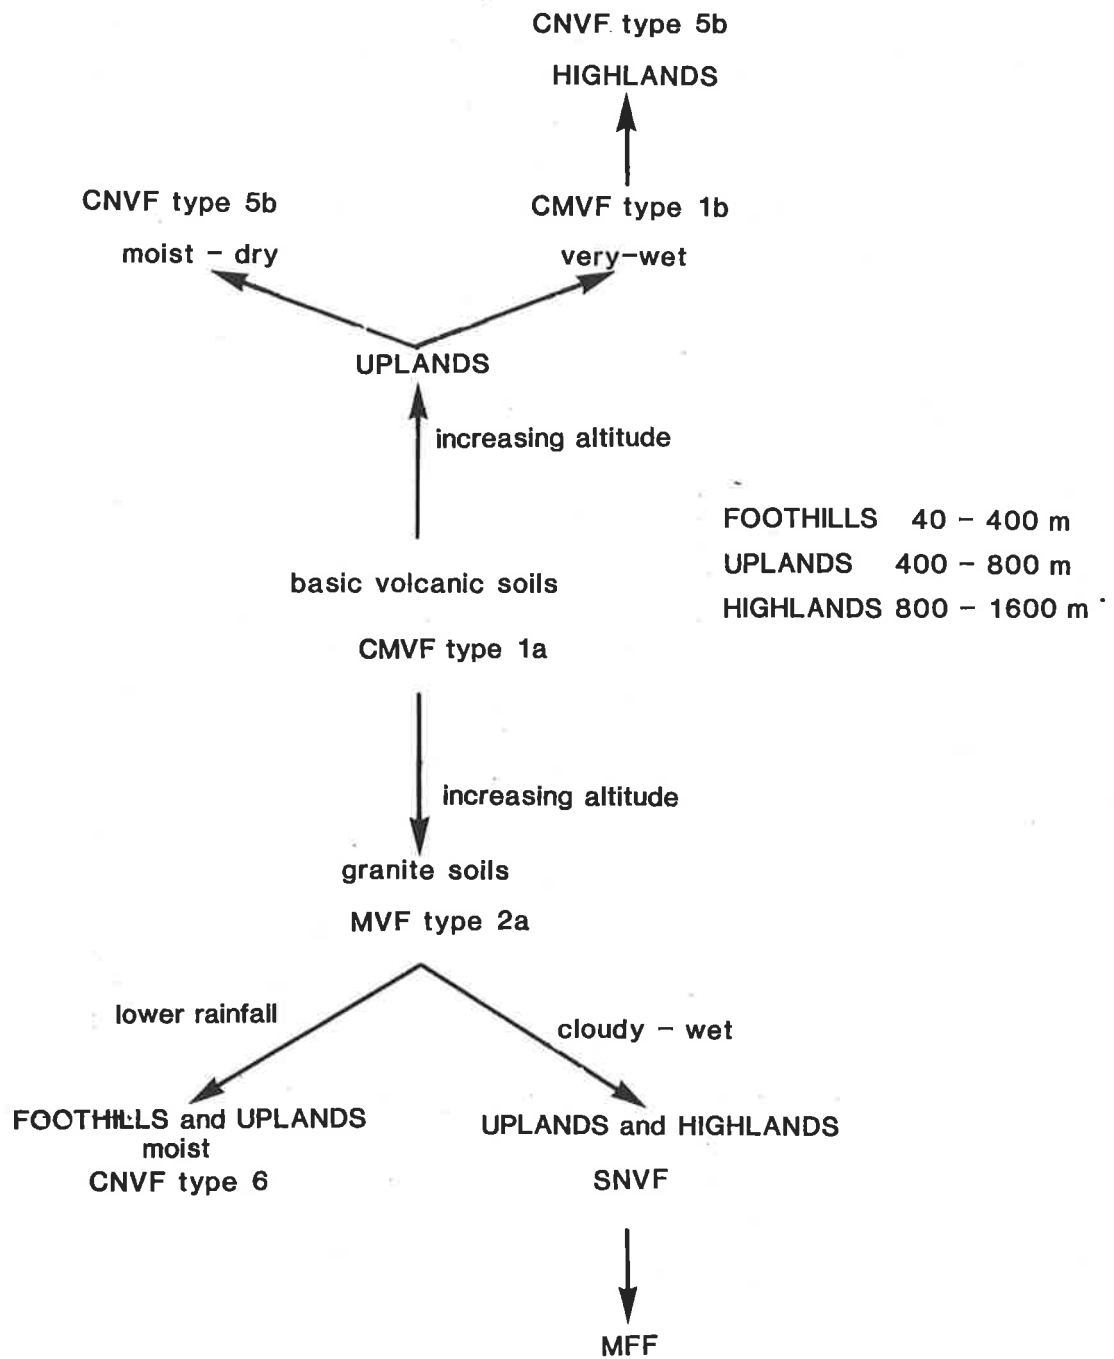 CNVF type 5b
HIGHLANDS
CNVF type 5b
CMVF type 1b
moist – dry
very–wet
UPLANDS
increasing altitude
FOOTHILLS 40 – 400 m
basic volcanic soils
UPLANDS 400 – 800 m
HIGHLANDS 800 – 1600 m
CMVF type 1a
increasing altitude
granite soils
MVF type 2a
lower rainfall
cloudy – wet
FOOTHILLS and UPLANDS
UPLANDS and HIGHLANDS
moist
CNVF type 6
SNVF
MFF